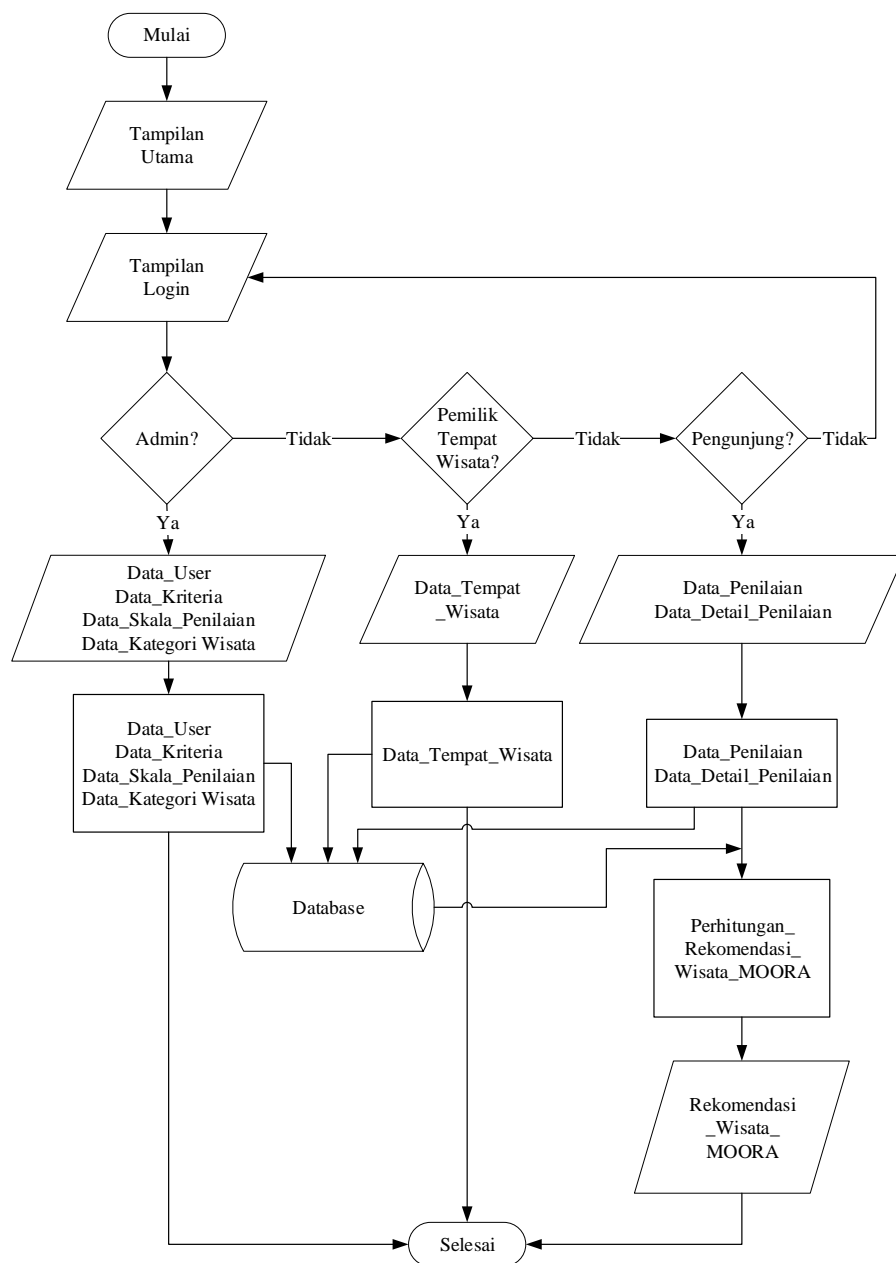 Mulai
Tampilan
Utama
Tampilan
Login
Admin?
Tidak
Pemilik
Tempat
Wisata?
Tidak
Pengunjung?
Tidak
Ya
Ya
Ya
Data_User
Data_Kriteria
Data_Skala_Penilaian
Data_Kategori Wisata
Data_Tempat
_Wisata
Data_Penilaian
Data_Detail_Penilaian
Data_User
Data_Kriteria
Data_Skala_Penilaian
Data_Kategori Wisata
Data_Tempat_Wisata
Data_Penilaian
Data_Detail_Penilaian
Database
Perhitungan_
Rekomendasi_
Wisata_MOORA
Rekomendasi
_Wisata_
MOORA
Selesai